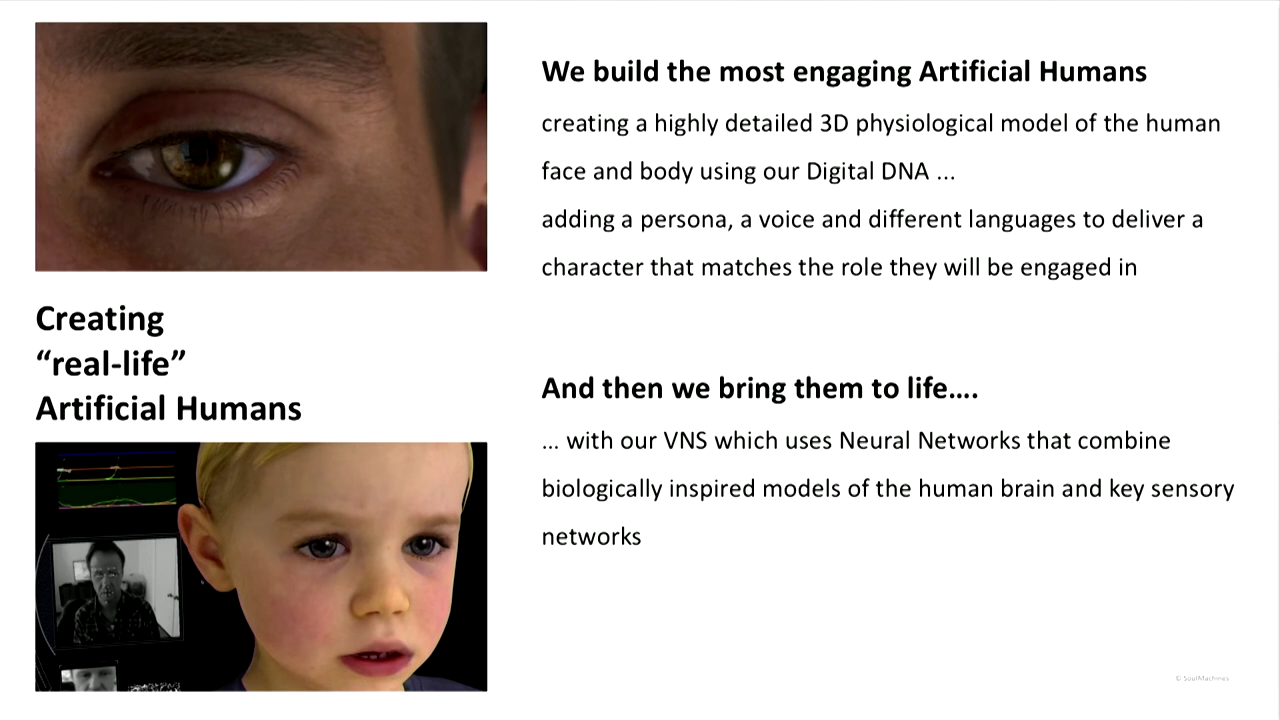 Creating
“real-life”
Artificial Humans
We build the most engaging Artificial Humans
creating a highly detailed 3D physiological model of the human
face and body using our Digital DNA ...
adding a persona, a voice and different languages to deliver a
character that matches the role they will be engaged in
And then we bring them to life....
... with our VNS which uses Neural Networks that combine
biologically inspired models of the human brain and key sensory
networks
© SoulMachines